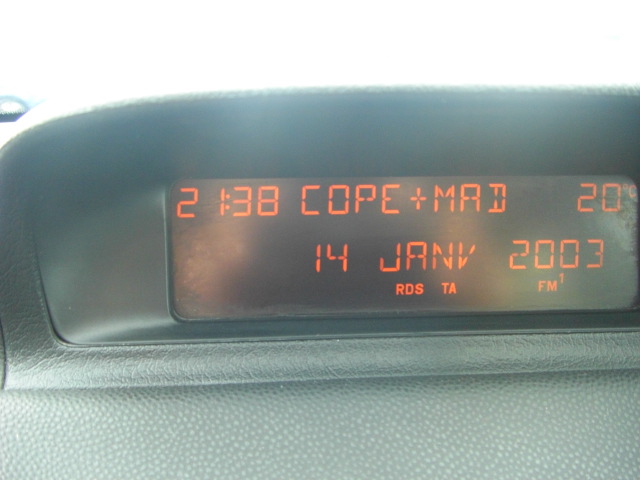 21:38 COPE+MAD 20°C
14 JANV 2003
RDS TA FM1